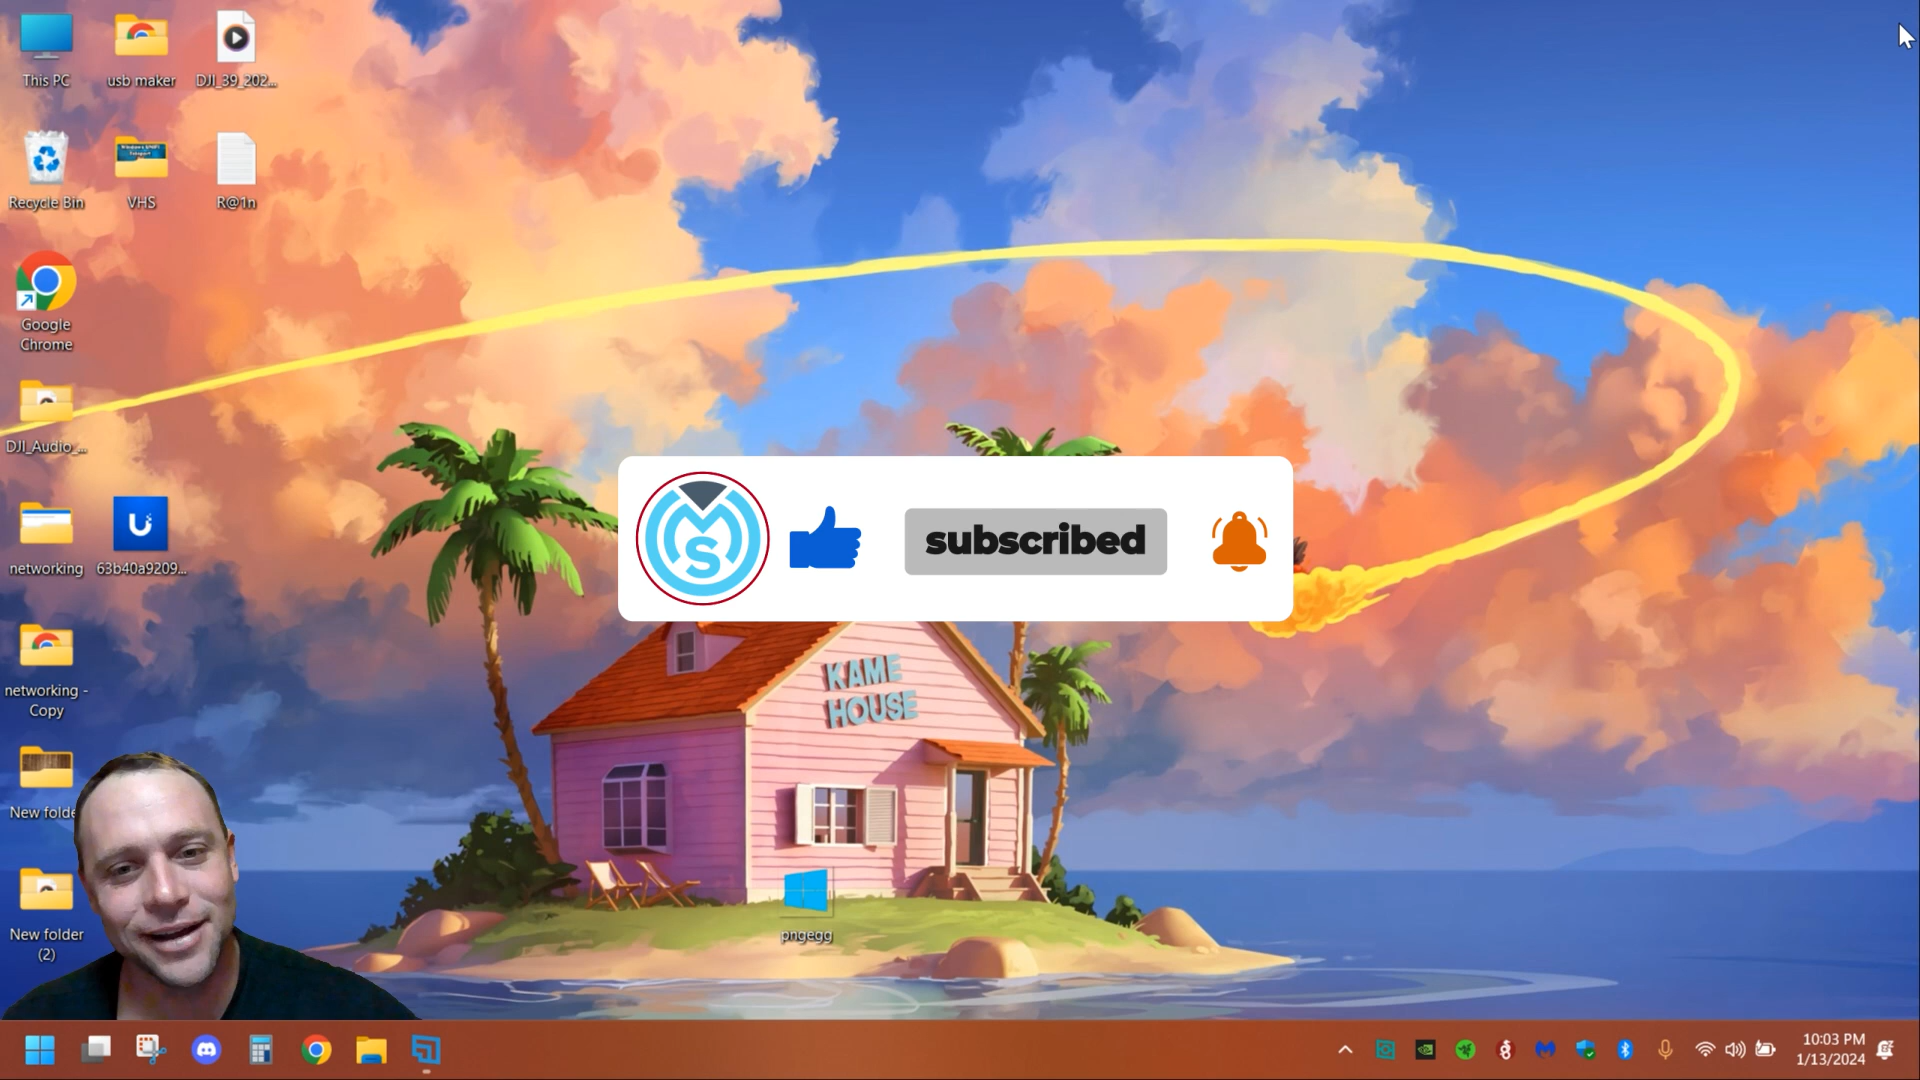 This PC
usb maker
DJI_39_202...
Recycle Bin
VHS
R@1n
Google
Chrome
DJI_Audio_...
networking
63b40a9209...
networking -
Copy
New folde
New folder
(2)
MS
subscribed
KAME
HOUSE
pngegg
10:03 PM
1/13/2024